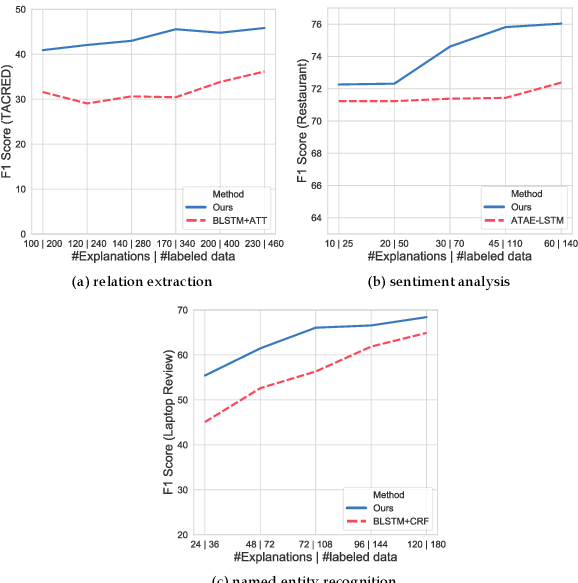 50
40
30
20
10
0
F1 Score (TACRED)
Method
Ours
BLSTM+ATT
100 | 200 120 | 240 140 | 280 170 | 340 200 | 400 230 | 460
#Explanations | #labeled data
(a) relation extraction
76
74
72
70
68
66
64
F1 Score (Restaurant)
Method
Ours
ATAE-LSTM
10 | 25 20 | 50 30 | 70 45 | 110 60 | 140
#Explanations | #labeled data
(b) sentiment analysis
70
60
50
40
30
20
F1 Score (Laptop Review)
Method
Ours
BLSTM+CRF
24 | 36 48 | 72 72 | 108 96 | 144 120 | 180
#Explanations | #labeled data
(c) named entity recognition